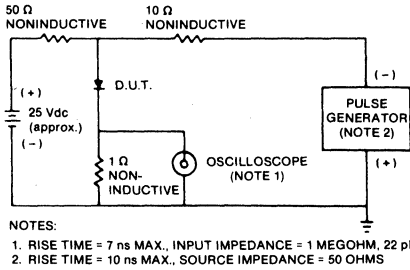 50 Ω
NONINDUCTIVE
10 Ω
NONINDUCTIVE
D.U.T.
(+)
25 Vdc
(approx.)
(-)
1 Ω
NON-
INDUCTIVE
OSCILLOSCOPE
(NOTE 1)
(-)
PULSE
GENERATOR
(NOTE 2)
(+)
NOTES:
1. RISE TIME = 7 ns MAX., INPUT IMPEDANCE = 1 MEGOHM, 22 p
2. RISE TIME = 10 ns MAX., SOURCE IMPEDANCE = 50 OHMS